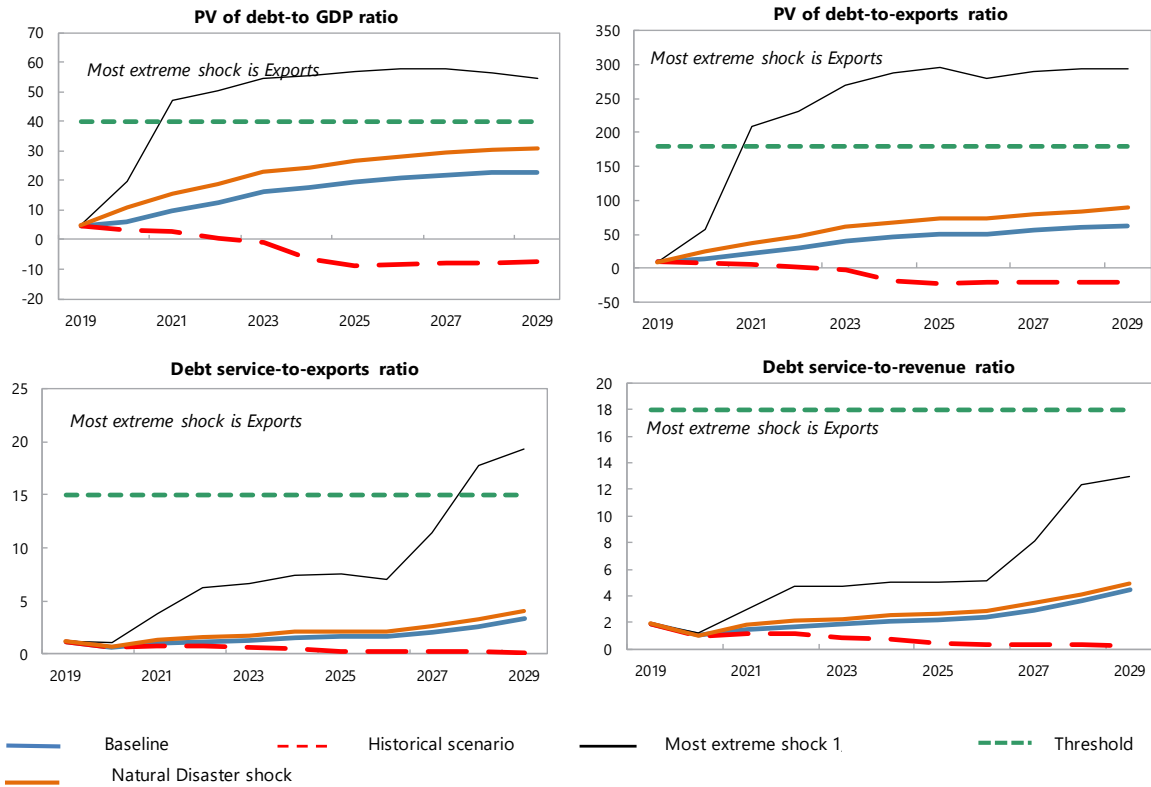 PV of debt-to GDP ratio
70
60
50
40
30
20
10
0
-10
-20
Most extreme shock is Exports
2019 2021 2023 2025 2027 2029
PV of debt-to-exports ratio
350
300
250
200
150
100
50
0
-50
Most extreme shock is Exports
2019 2021 2023 2025 2027 2029
Debt service-to-exports ratio
25
20
15
10
5
0
Most extreme shock is Exports
2019 2021 2023 2025 2027 2029
Debt service-to-revenue ratio
20
18
16
14
12
10
8
6
4
2
0
Most extreme shock is Exports
2019 2021 2023 2025 2027 2029
Baseline Historical scenario Most extreme shock 1 Threshold
Natural Disaster shock